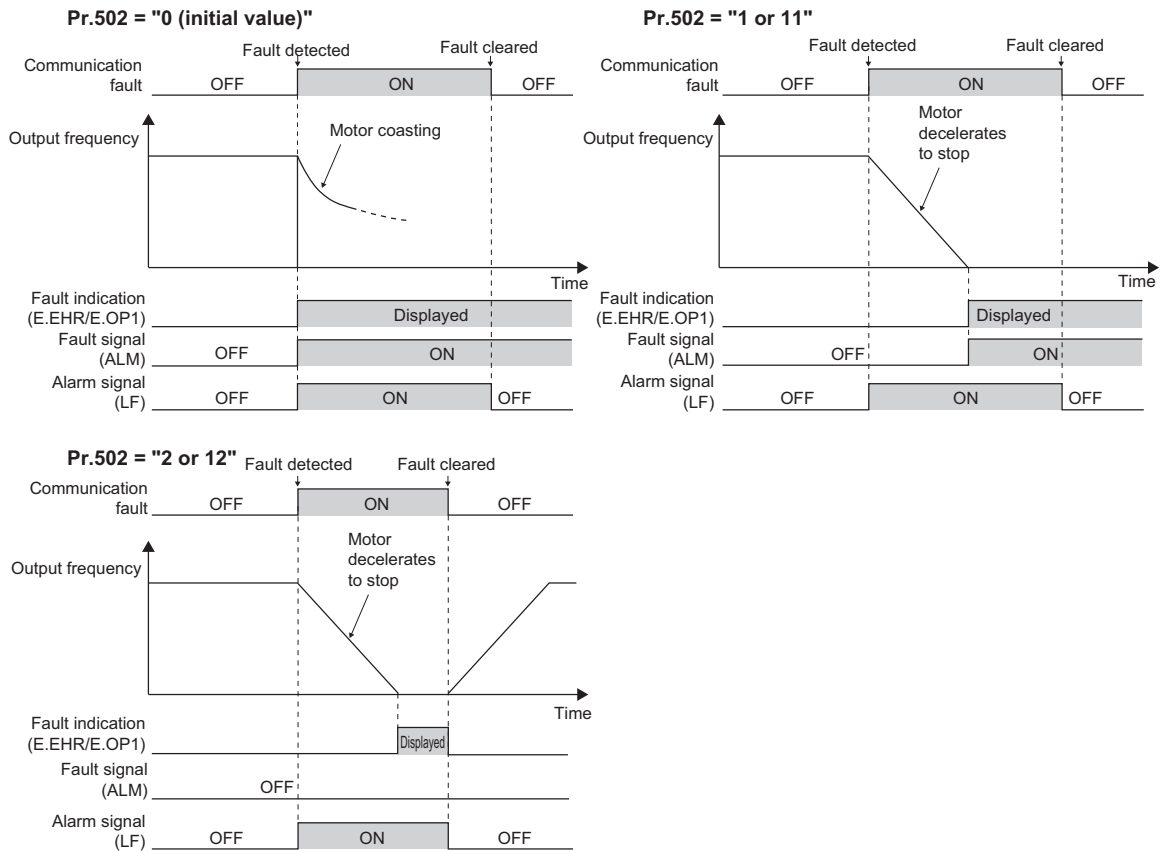 Pr.502 = "0 (initial value)"
Fault detected
Fault cleared
Communication
fault
OFF
ON
OFF
Output frequency
Motor coasting
Time
Fault indication
(E.EHR/E.OP1)
Displayed
Fault signal
(ALM)
OFF
ON
Alarm signal
(LF)
OFF
ON
OFF
Pr.502 = "1 or 11"
Fault detected
Fault cleared
Communication
fault
OFF
ON
OFF
Output frequency
Motor
decelerates
to stop
Time
Fault indication
(E.EHR/E.OP1)
Displayed
Fault signal
(ALM)
OFF
ON
Alarm signal
(LF)
OFF
ON
OFF
Pr.502 = "2 or 12"
Fault detected
Fault cleared
Communication
fault
OFF
ON
OFF
Output frequency
Motor
decelerates
to stop
Time
Fault indication
(E.EHR/E.OP1)
Displayed
Fault signal
(ALM)
OFF
Alarm signal
(LF)
OFF
ON
OFF